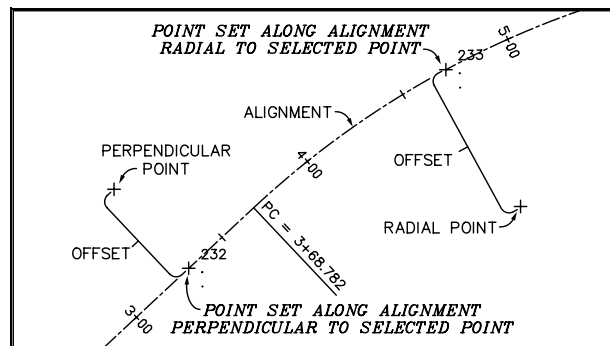 POINT SET ALONG ALIGNMENT
RADIAL TO SELECTED POINT
5+00
233
ALIGNMENT
PERPENDICULAR
POINT
4+00
OFFSET
RADIAL POINT
PC = 3+68.782
OFFSET
232
3+00
POINT SET ALONG ALIGNMENT
PERPENDICULAR TO SELECTED POINT